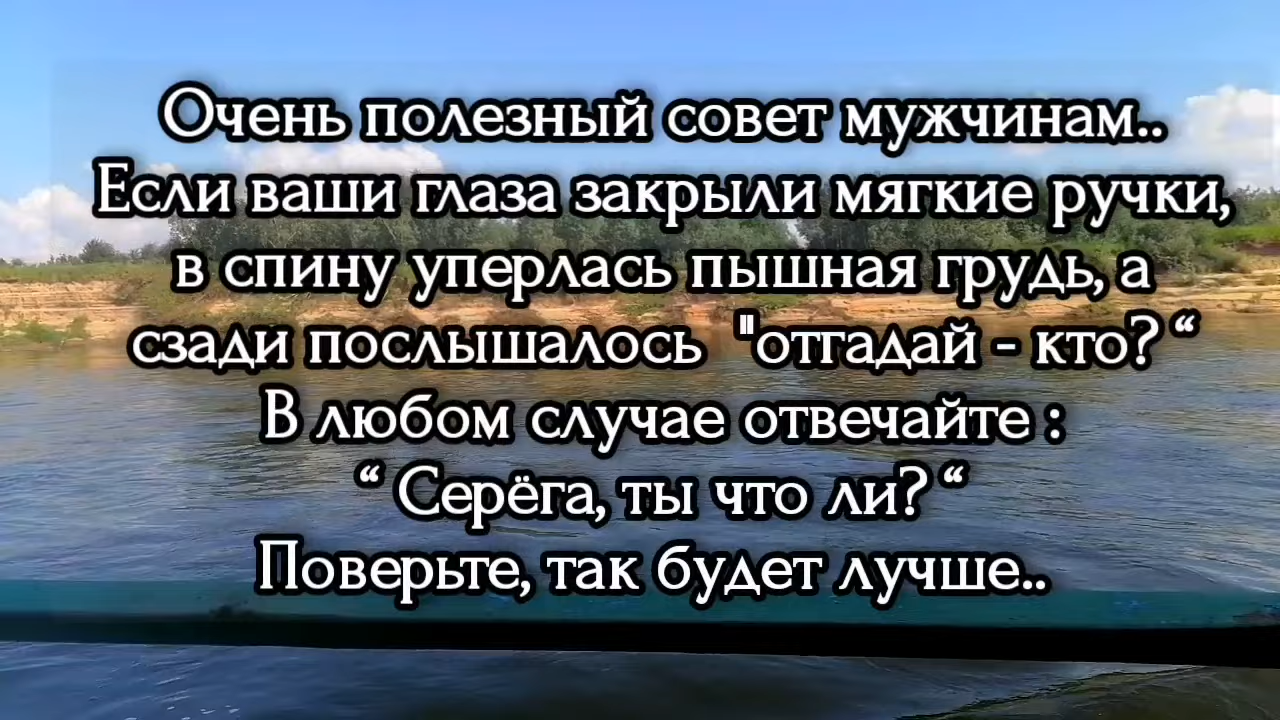 Очень полезный совет мужчинам..
Если ваши глаза закрыли мягкие ручки,
в спину уперлась пышная грудь, а
сзади послышалось "отгадай - кто? “
В любом случае отвечайте :
“ Серёга, ты что ли? “
Поверьте, так будет лучше..